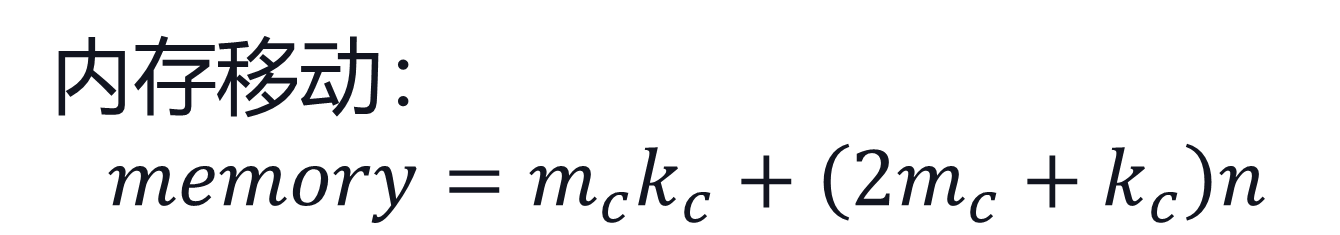 内存移动：
memory = m_c k_c + (2m_c + k_c)n